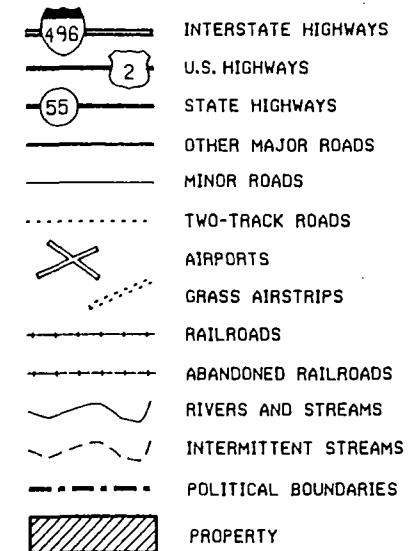 496 INTERSTATE HIGHWAYS
2 U.S. HIGHWAYS
55 STATE HIGHWAYS
OTHER MAJOR ROADS
MINOR ROADS
TWO-TRACK ROADS
AIRPORTS
GRASS AIRSTRIPS
RAILROADS
ABANDONED RAILROADS
RIVERS AND STREAMS
INTERMITTENT STREAMS
POLITICAL BOUNDARIES
PROPERTY